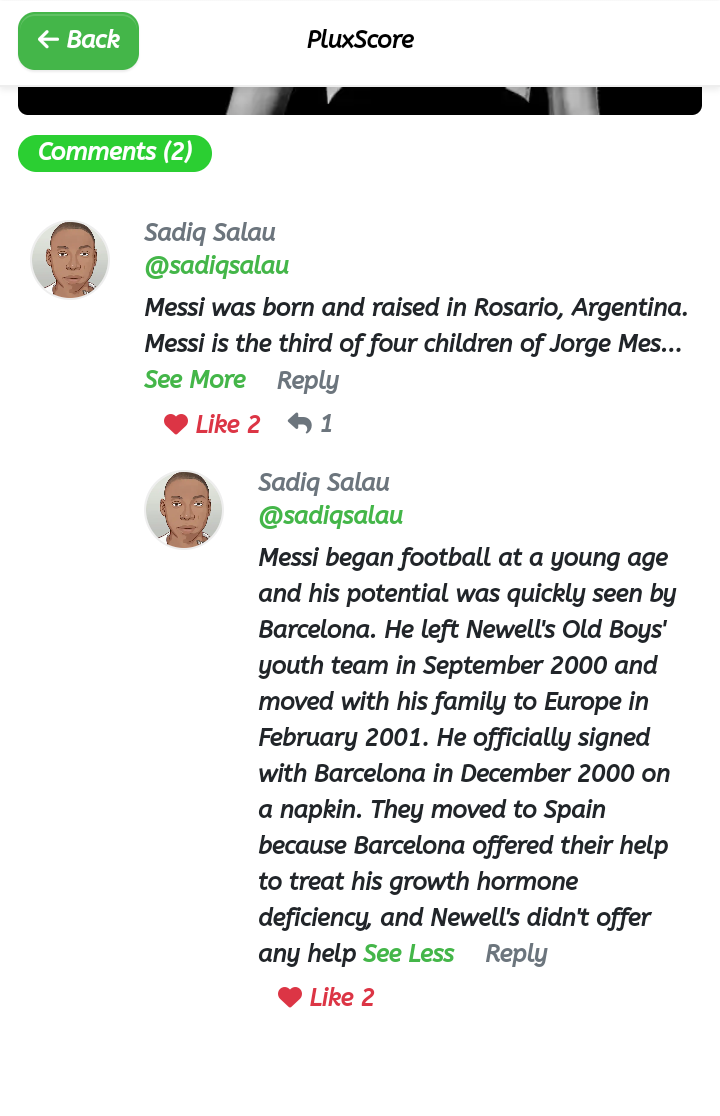 Back
PluxScore
Comments (2)
Sadiq Salau
@sadiqsalau
Messi was born and raised in Rosario, Argentina.
Messi is the third of four children of Jorge Mes...
See More Reply
Like 2 1
Sadiq Salau
@sadiqsalau
Messi began football at a young age
and his potential was quickly seen by
Barcelona. He left Newell's Old Boys'
youth team in September 2000 and
moved with his family to Europe in
February 2001. He officially signed
with Barcelona in December 2000 on
a napkin. They moved to Spain
because Barcelona offered their help
to treat his growth hormone
deficiency, and Newell's didn't offer
any help See Less Reply
Like 2